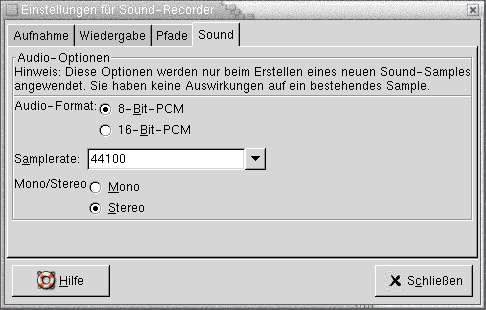 Einstellungen für Sound-Recorder
Aufnahme Wiedergabe Pfade Sound
Audio-Optionen
Hinweis: Diese Optionen werden nur beim Erstellen eines neuen Sound-Samples
angewendet. Sie haben keine Auswirkungen auf ein bestehendes Sample.
Audio-Format: 8-Bit-PCM
16-Bit-PCM
Samplerate: 44100
Mono/Stereo Mono
Stereo
Hilfe Schließen